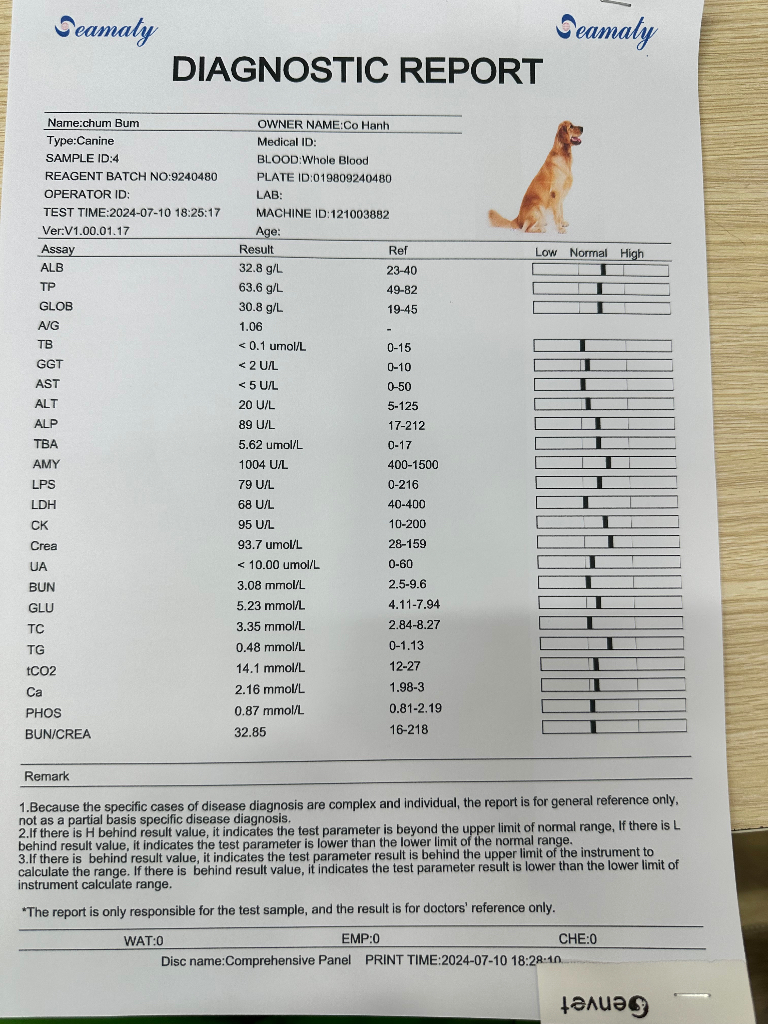 Seamaty Seamaty
DIAGNOSTIC REPORT
Name:chum Bum OWNER NAME:Co Hanh
Type:Canine Medical ID:
SAMPLE ID:4 BLOOD:Whole Blood
REAGENT BATCH NO:9240480 PLATE ID:019809240480
OPERATOR ID: LAB:
TEST TIME:2024-07-10 18:25:17 MACHINE ID:121003882
Ver:V1.00.01.17 Age:
Assay Result Ref Low Normal High
ALB 32.8 g/L 23-40
TP 63.6 g/L 49-82
GLOB 30.8 g/L 19-45
A/G 1.06 -
TB < 0.1 umol/L 0-15
GGT < 2 U/L 0-10
AST < 5 U/L 0-50
ALT 20 U/L 5-125
ALP 89 U/L 17-212
TBA 5.62 umol/L 0-17
AMY 1004 U/L 400-1500
LPS 79 U/L 0-216
LDH 68 U/L 40-400
CK 95 U/L 10-200
Crea 93.7 umol/L 28-159
UA < 10.00 umol/L 0-60
BUN 3.08 mmol/L 2.5-9.6
GLU 5.23 mmol/L 4.11-7.94
TC 3.35 mmol/L 2.84-8.27
TG 0.48 mmol/L 0-1.13
tCO2 14.1 mmol/L 12-27
Ca 2.16 mmol/L 1.98-3
PHOS 0.87 mmol/L 0.81-2.19
BUN/CREA 32.85 16-218
Remark
1.Because the specific cases of disease diagnosis are complex and individual, the report is for general reference only,
not as a partial basis specific disease diagnosis.
2.If there is H behind result value, it indicates the test parameter is beyond the upper limit of normal range, If there is L
behind result value, it indicates the test parameter is lower than the lower limit of the normal range.
3.If there is behind result value, it indicates the test parameter result is behind the upper limit of the instrument to
calculate the range. If there is behind result value, it indicates the test parameter result is lower than the lower limit of
instrument calculate range.
*The report is only responsible for the test sample, and the result is for doctors' reference only.
WAT:0 EMP:0 CHE:0
Disc name:Comprehensive Panel PRINT TIME:2024-07-10 18:28:10
Genvet